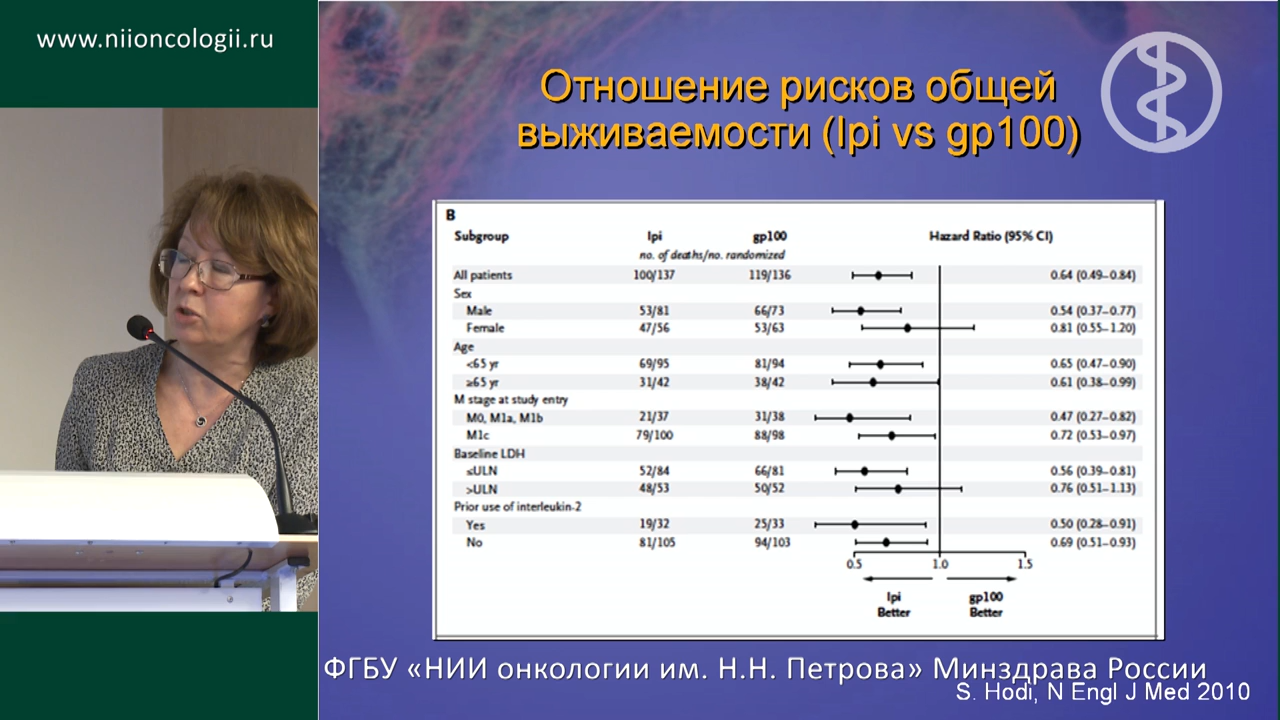 www.niioncologii.ru
Отношение рисков общей
выживаемости (Ipi vs gp100)
B
Subgroup Ipi gp100 Hazard Ratio (95% CI)
no. of deaths/no. randomized
All patients 100/137 119/136 0.64 (0.49–0.84)
Sex
Male 53/81 66/73 0.54 (0.37–0.77)
Female 47/56 53/63 0.81 (0.55–1.20)
Age
<65 yr 69/95 81/94 0.65 (0.47–0.90)
≥65 yr 31/42 38/42 0.61 (0.38–0.99)
M stage at study entry
M0, M1a, M1b 21/37 31/38 0.47 (0.27–0.82)
M1c 79/100 88/98 0.72 (0.53–0.97)
Baseline LDH
≤ULN 52/84 66/81 0.56 (0.39–0.81)
>ULN 48/53 50/52 0.76 (0.51–1.13)
Prior use of interleukin-2
Yes 19/32 25/33 0.50 (0.28–0.91)
No 81/105 94/103 0.69 (0.51–0.93)
0.5 1.0 1.5
Ipi gp100
Better Better
ФГБУ «НИИ онкологии им. Н.Н. Петрова» Минздрава России
S. Hodi, N Engl J Med 2010